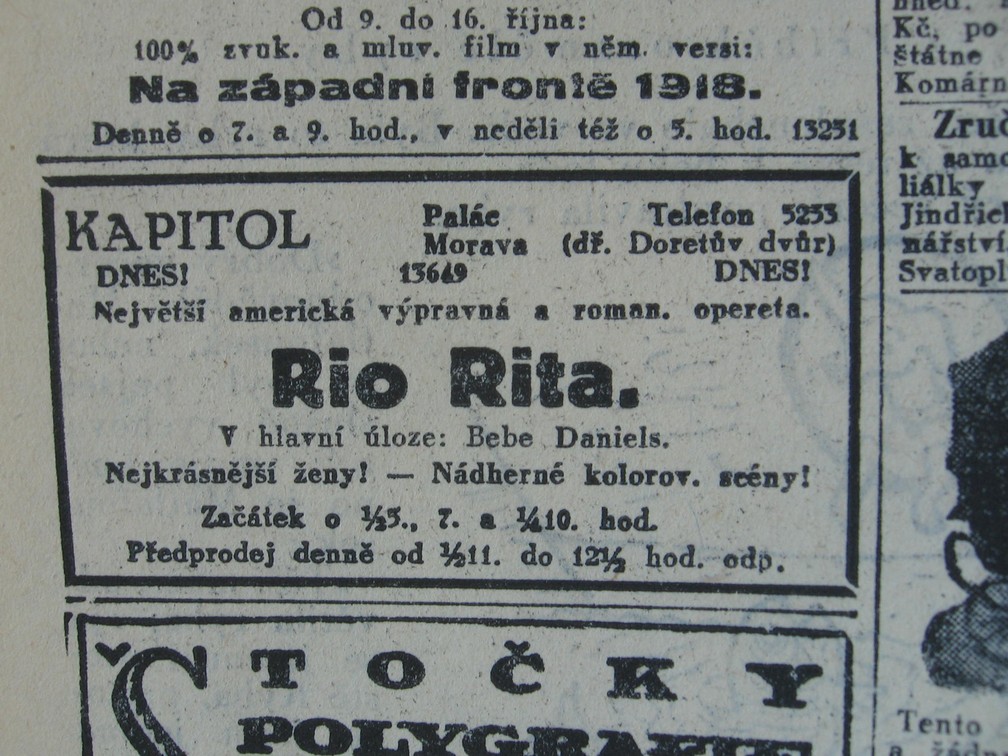 Od 9. do 16. října:
100% zvuk. a mluv. film v něm. versi:
Na západní frontě 1918.
Denně o 7. a 9. hod., v neděli též o 5. hod. 13251
KAPITOL Palác Telefon 5253
Morava (dř. Doretův dvůr)
DNES! 13649 DNES!
Největší americká výpravná a roman. opereta.
Rio Rita.
V hlavní úloze: Bebe Daniels.
Nejkrásnější ženy! — Nádherné kolorov. scény!
Začátek o ½5., 7. a ¼10. hod.
Předprodej denně od ½11. do 12½ hod. odp.
ŠTOČKY
POLYGRAFIE
Kč, po
štátne
Komárn
Zruč
k samo
liálky
Jindřic
nářství
Svatopl
Tento